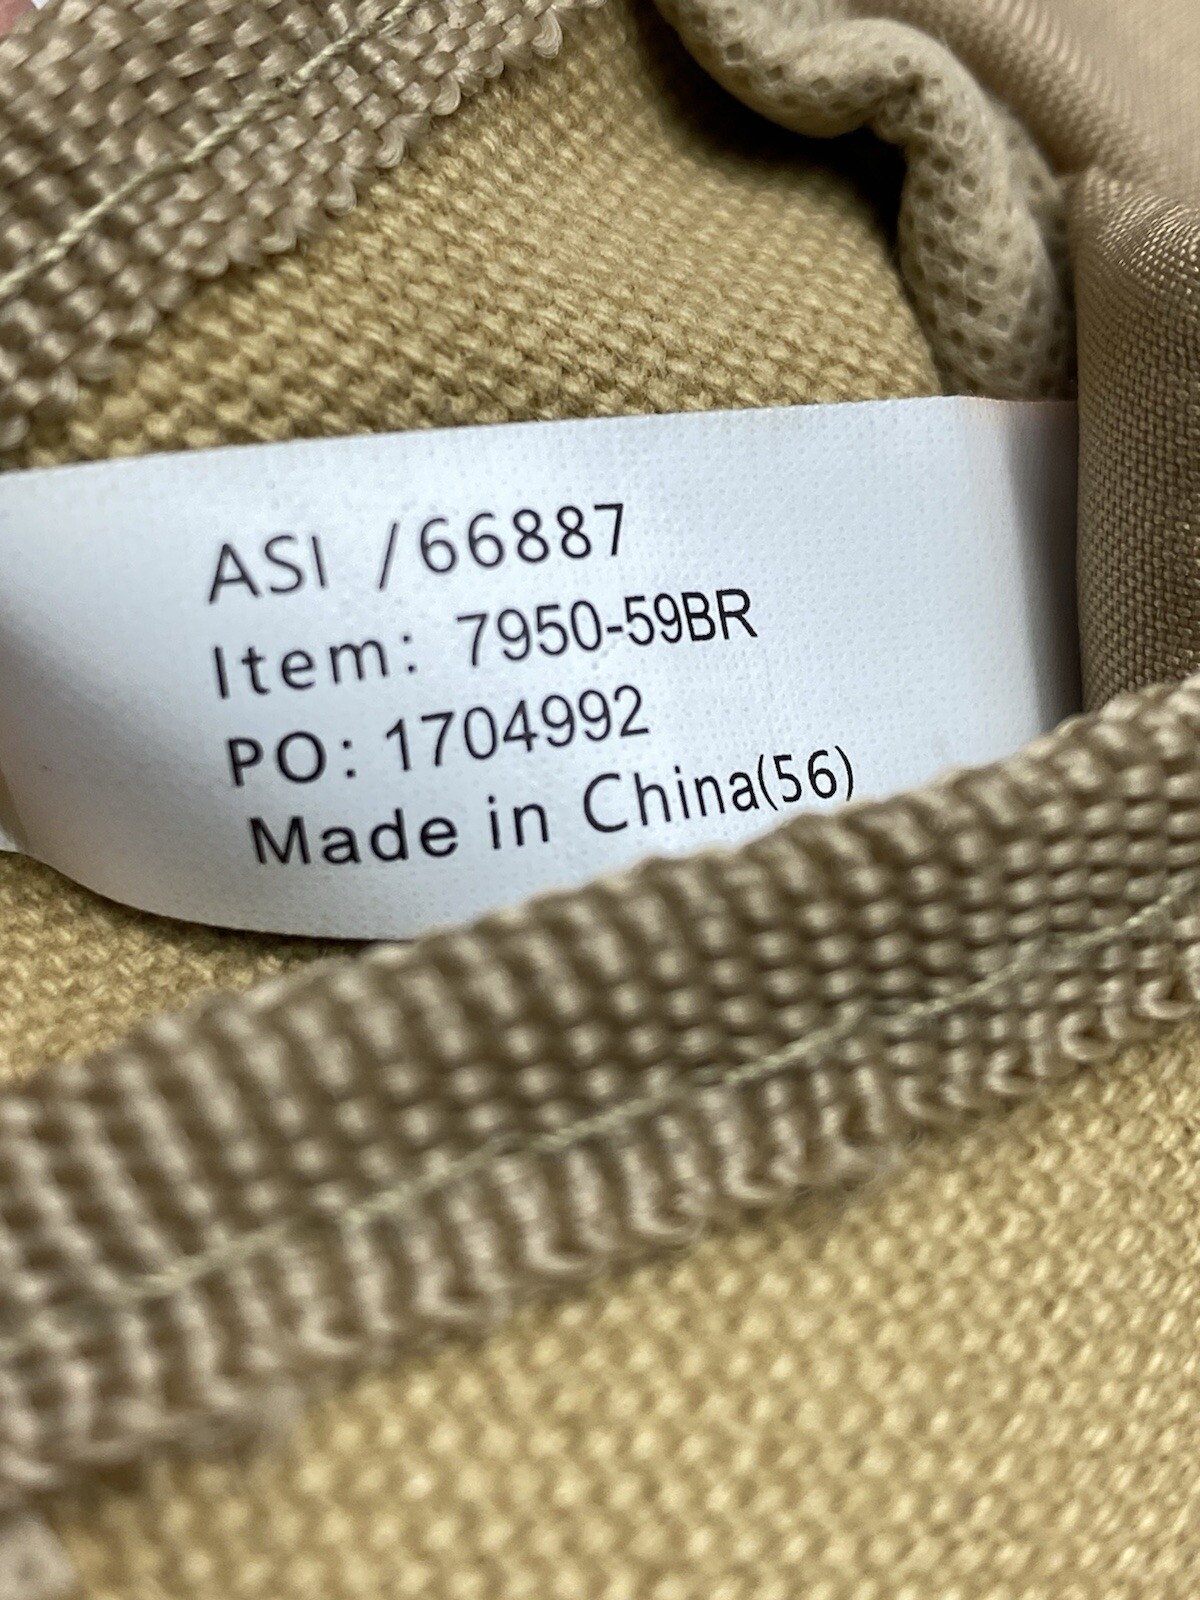 ASI /66887
Item: 7950-59BR
PO: 1704992
Made in China(56)